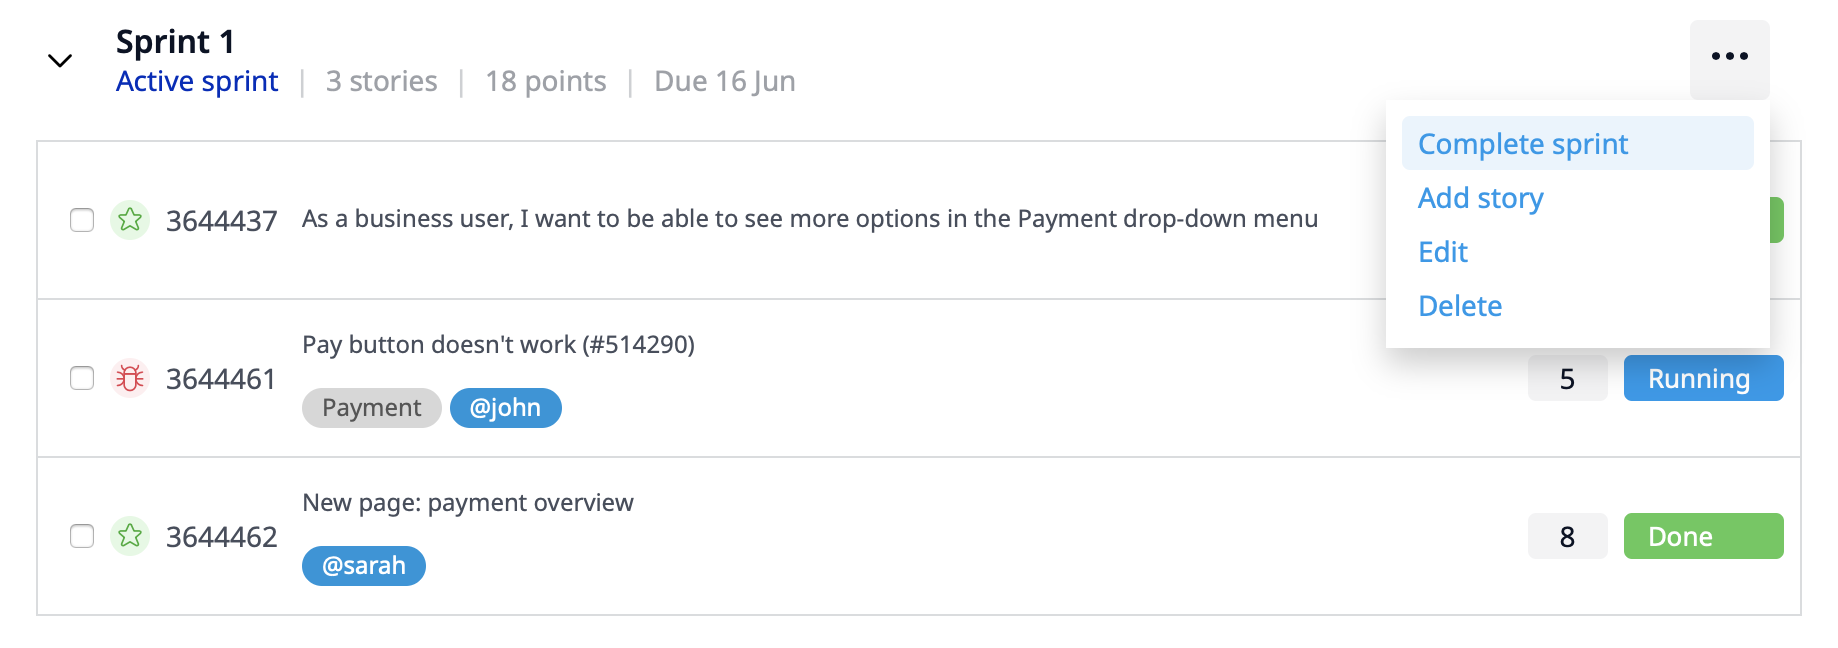 Sprint 1
Active sprint | 3 stories | 18 points | Due 16 Jun
Complete sprint
Add story
Edit
Delete
3644437 As a business user, I want to be able to see more options in the Payment drop-down menu
Pay button doesn't work (#514290)
3644461 5 Running
Payment @john
New page: payment overview
3644462 8 Done
@sarah